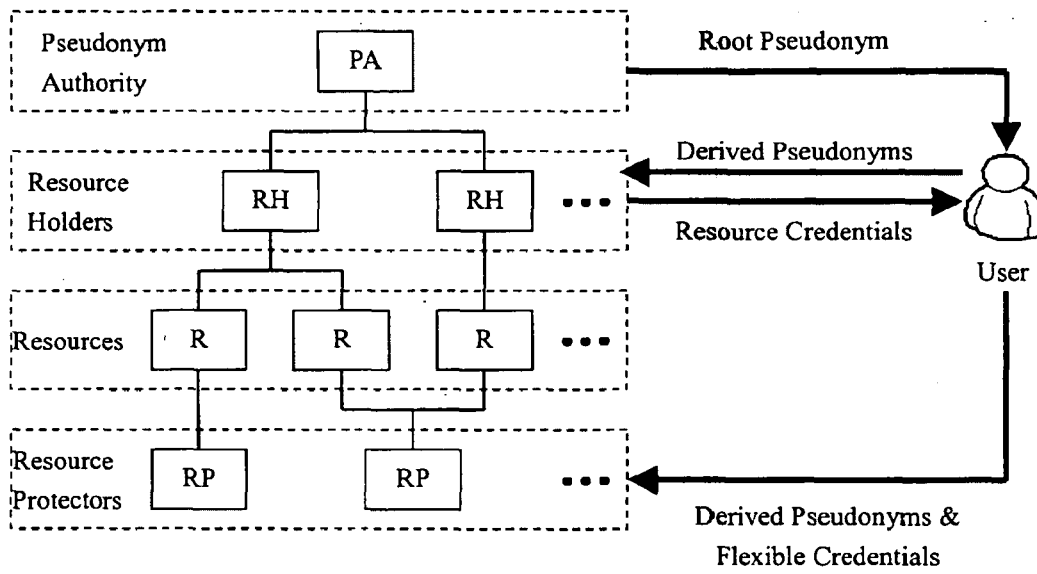 Pseudonym
Authority
PA
Root Pseudonym
Resource
Holders
RH
RH
Derived Pseudonyms
Resource Credentials
User
Resources
R
R
R
Resource
Protectors
RP
RP
Derived Pseudonyms &
Flexible Credentials